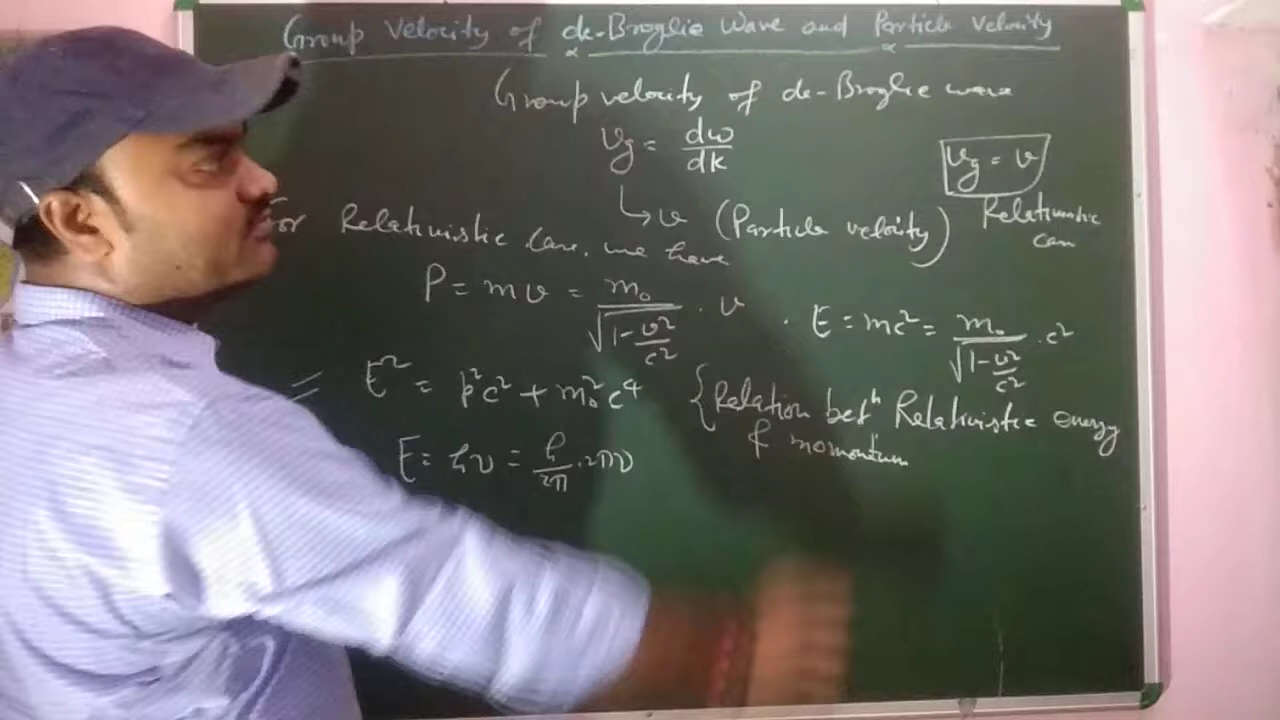 Group Velocity of de-Broglie Wave and Particle Velocity
Group velocity of de-Broglie wave
vg = dω/dk
vg = v
↳ v (Particle velocity)
Relativistic
case
For Relativistic Case, we have
P = mv = m₀/√(1-v²/c²) . v
. E = mc² = m₀/√(1-v²/c²) . c²
E² = p²c² + m₀²c⁴
{Relation betⁿ Relativistic energy
& momentum
E = hν = h/2π . 2πν